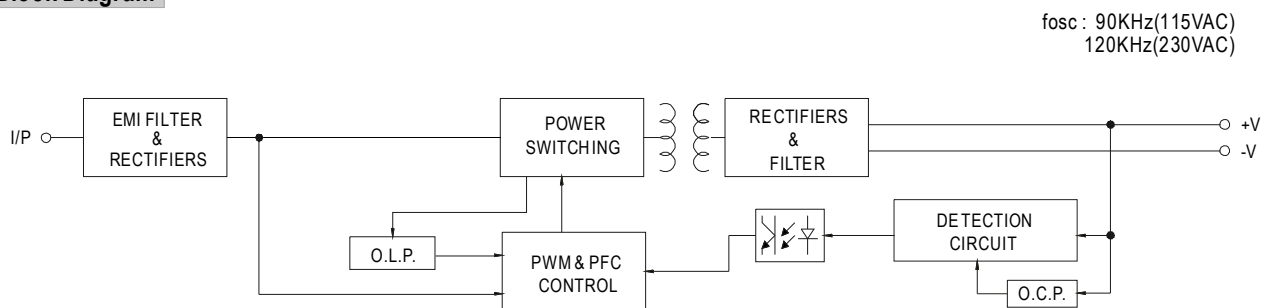 Block Diagram
fosc : 90KHz(115VAC)
120KHz(230VAC)
I/P
EMI FILTER
&
RECTIFIERS
POWER
SWITCHING
RECTIFIERS
&
FILTER
+V
-V
O.L.P.
PWM & PFC
CONTROL
DETECTION
CIRCUIT
O.C.P.